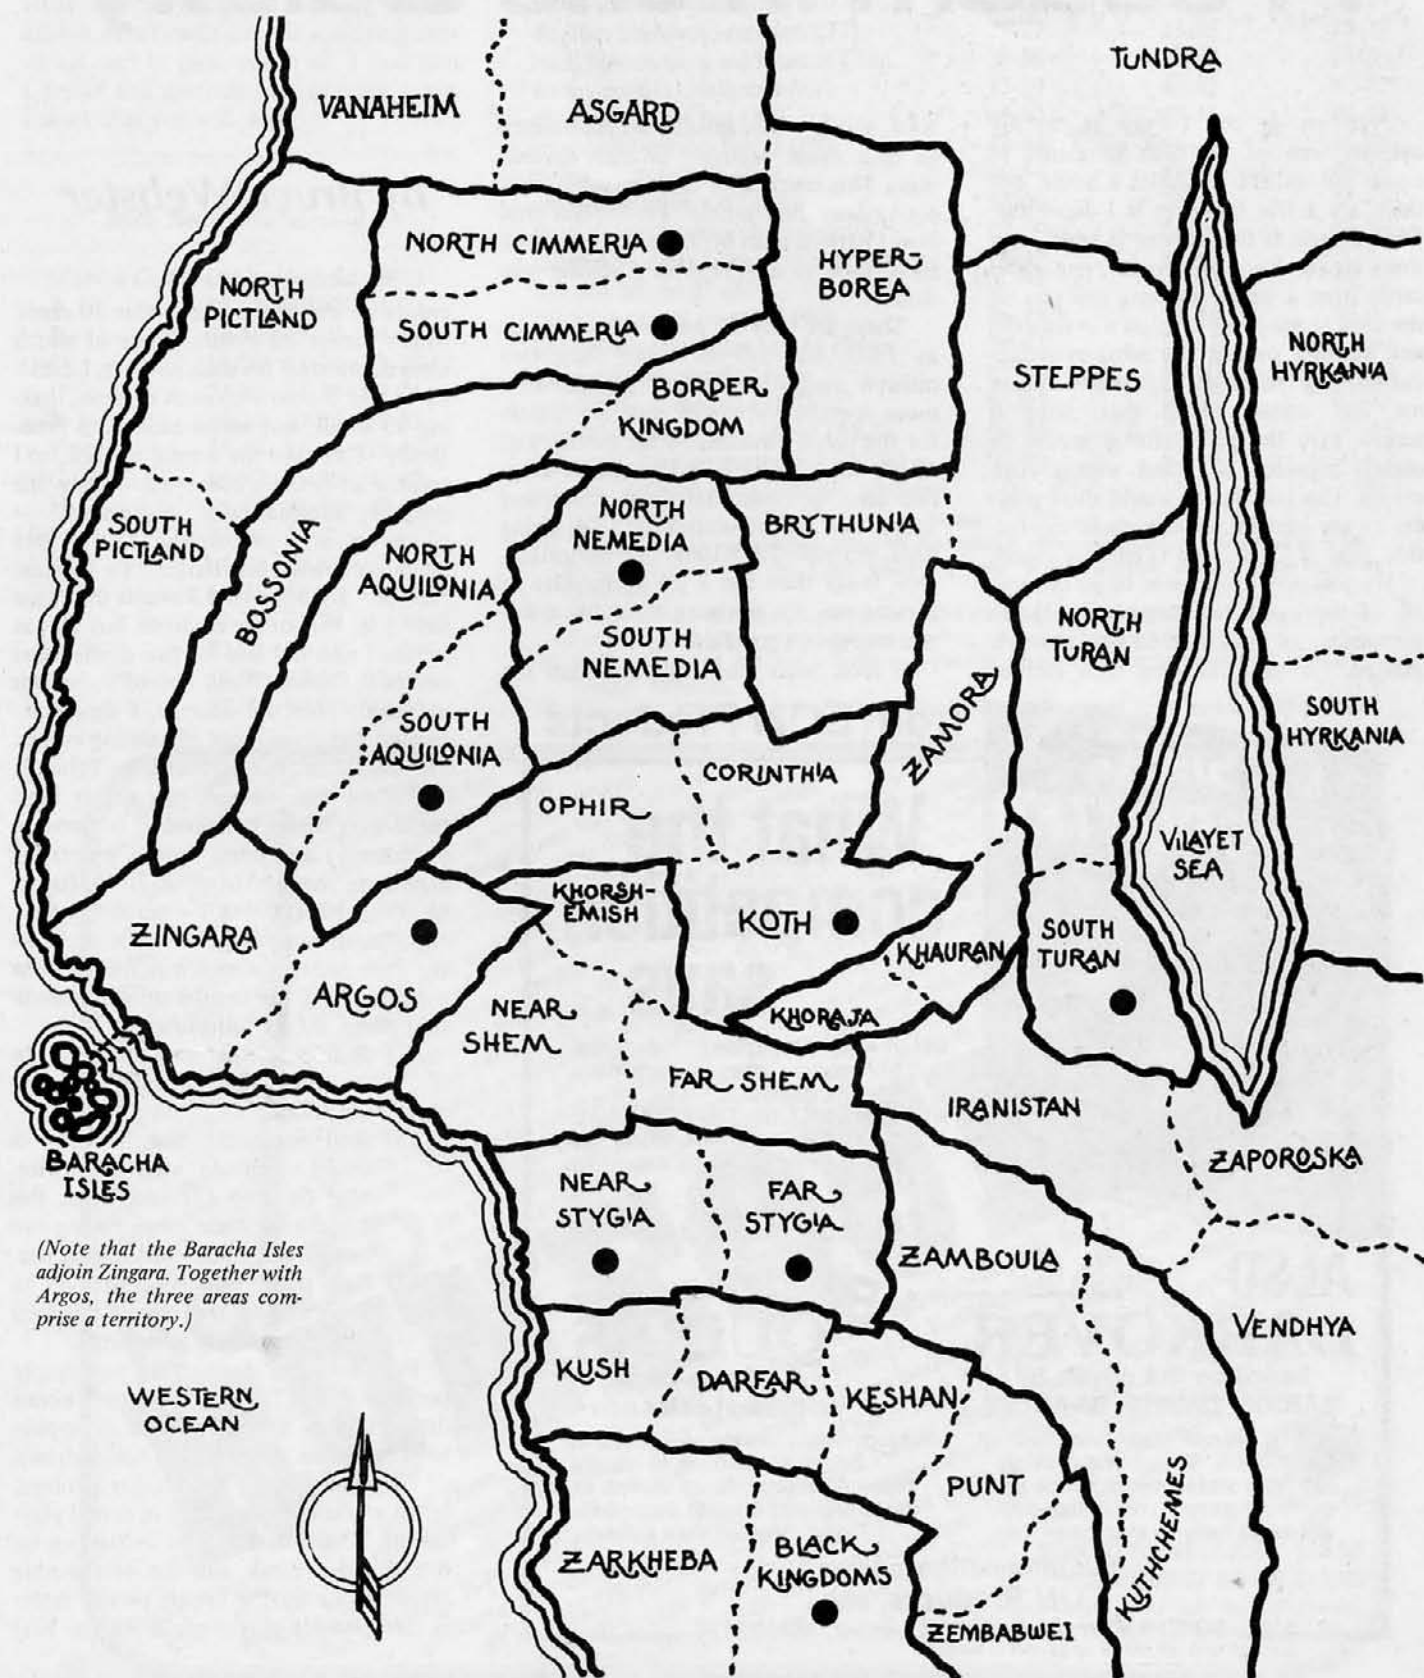 TUNDRA
VANAHEIM
ASGARD
NORTH CIMMERIA
HYPER-
BOREA
NORTH
PICTLAND
SOUTH CIMMERIA
STEPPES
NORTH
HYRKANIA
BORDER
KINGDOM
SOUTH
PICTLAND
BOSSONIA
NORTH
AQUILONIA
NORTH
NEMEDIA
BRYTHUNIA
SOUTH
NEMEDIA
NORTH
TURAN
ZAMORA
SOUTH
HYRKANIA
SOUTH
AQUILONIA
CORINTHIA
OPHIR
VILAYET
SEA
KHORSH-
EMISH
KOTH
ZINGARA
KHAURAN
SOUTH
TURAN
ARGOS
NEAR
SHEM
KHORAJA
FAR SHEM
IRANISTAN
ZAPOROSKA
BARACHA
ISLES
NEAR
STYGIA
FAR
STYGIA
ZAMBOULA
(Note that the Baracha Isles
adjoin Zingara. Together with
Argos, the three areas com-
prise a territory.)
VENDHYA
KUSH
DARFAR
KESHAN
WESTERN
OCEAN
PUNT
KUTHCHEMES
ZARKHEBA
BLACK
KINGDOMS
ZEMBABWEI